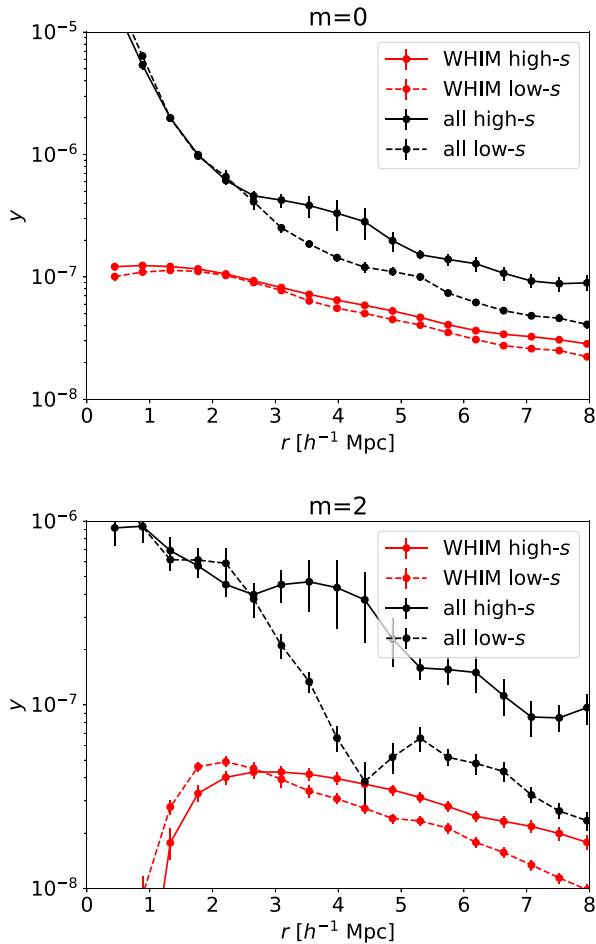 m=0
10⁻⁵
10⁻⁶
10⁻⁷
10⁻⁸
y
WHIM high-s
WHIM low-s
all high-s
all low-s
0 1 2 3 4 5 6 7 8
r [h⁻¹ Mpc]
m=2
10⁻⁶
10⁻⁷
10⁻⁸
y
WHIM high-s
WHIM low-s
all high-s
all low-s
0 1 2 3 4 5 6 7 8
r [h⁻¹ Mpc]